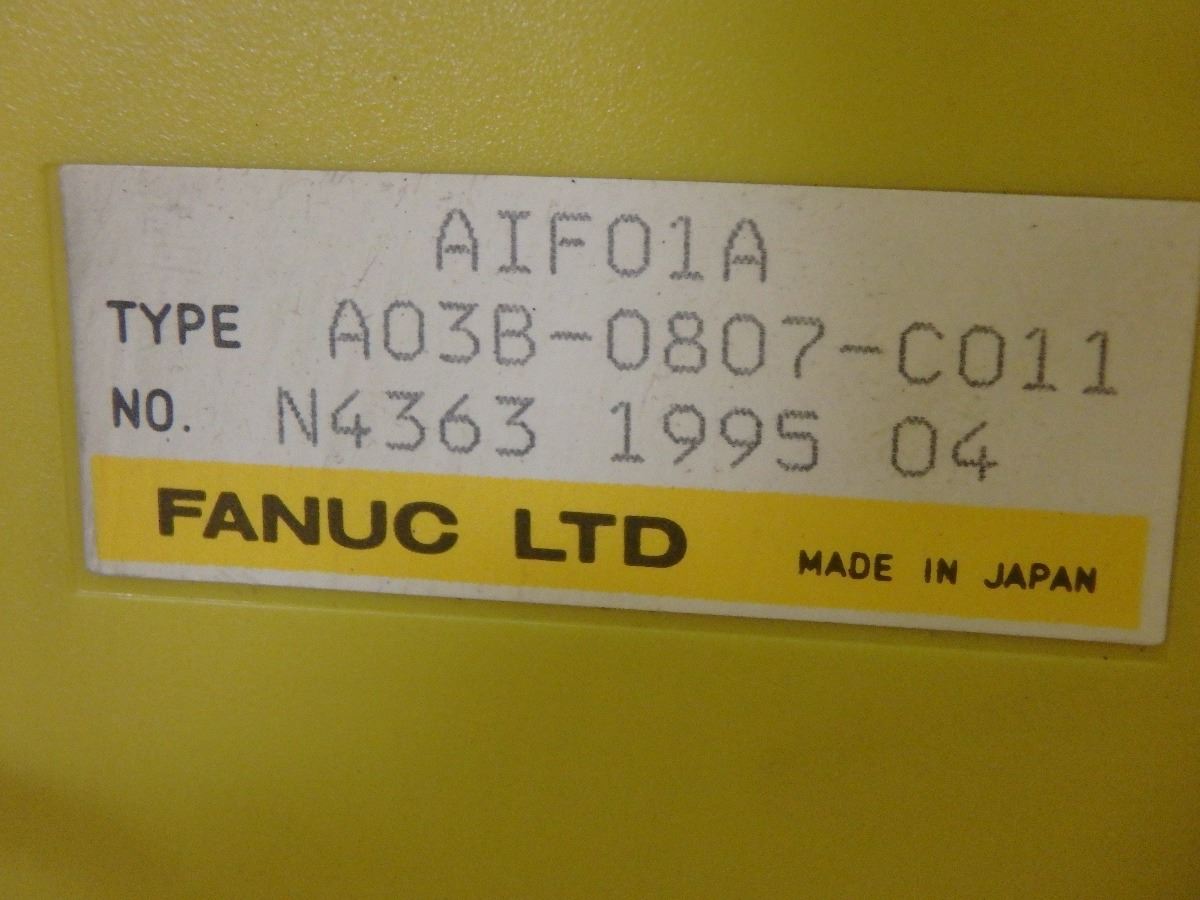 AIF01A
TYPE A03B-0807-C011
NO. N4363 1995 04
FANUC LTD MADE IN JAPAN